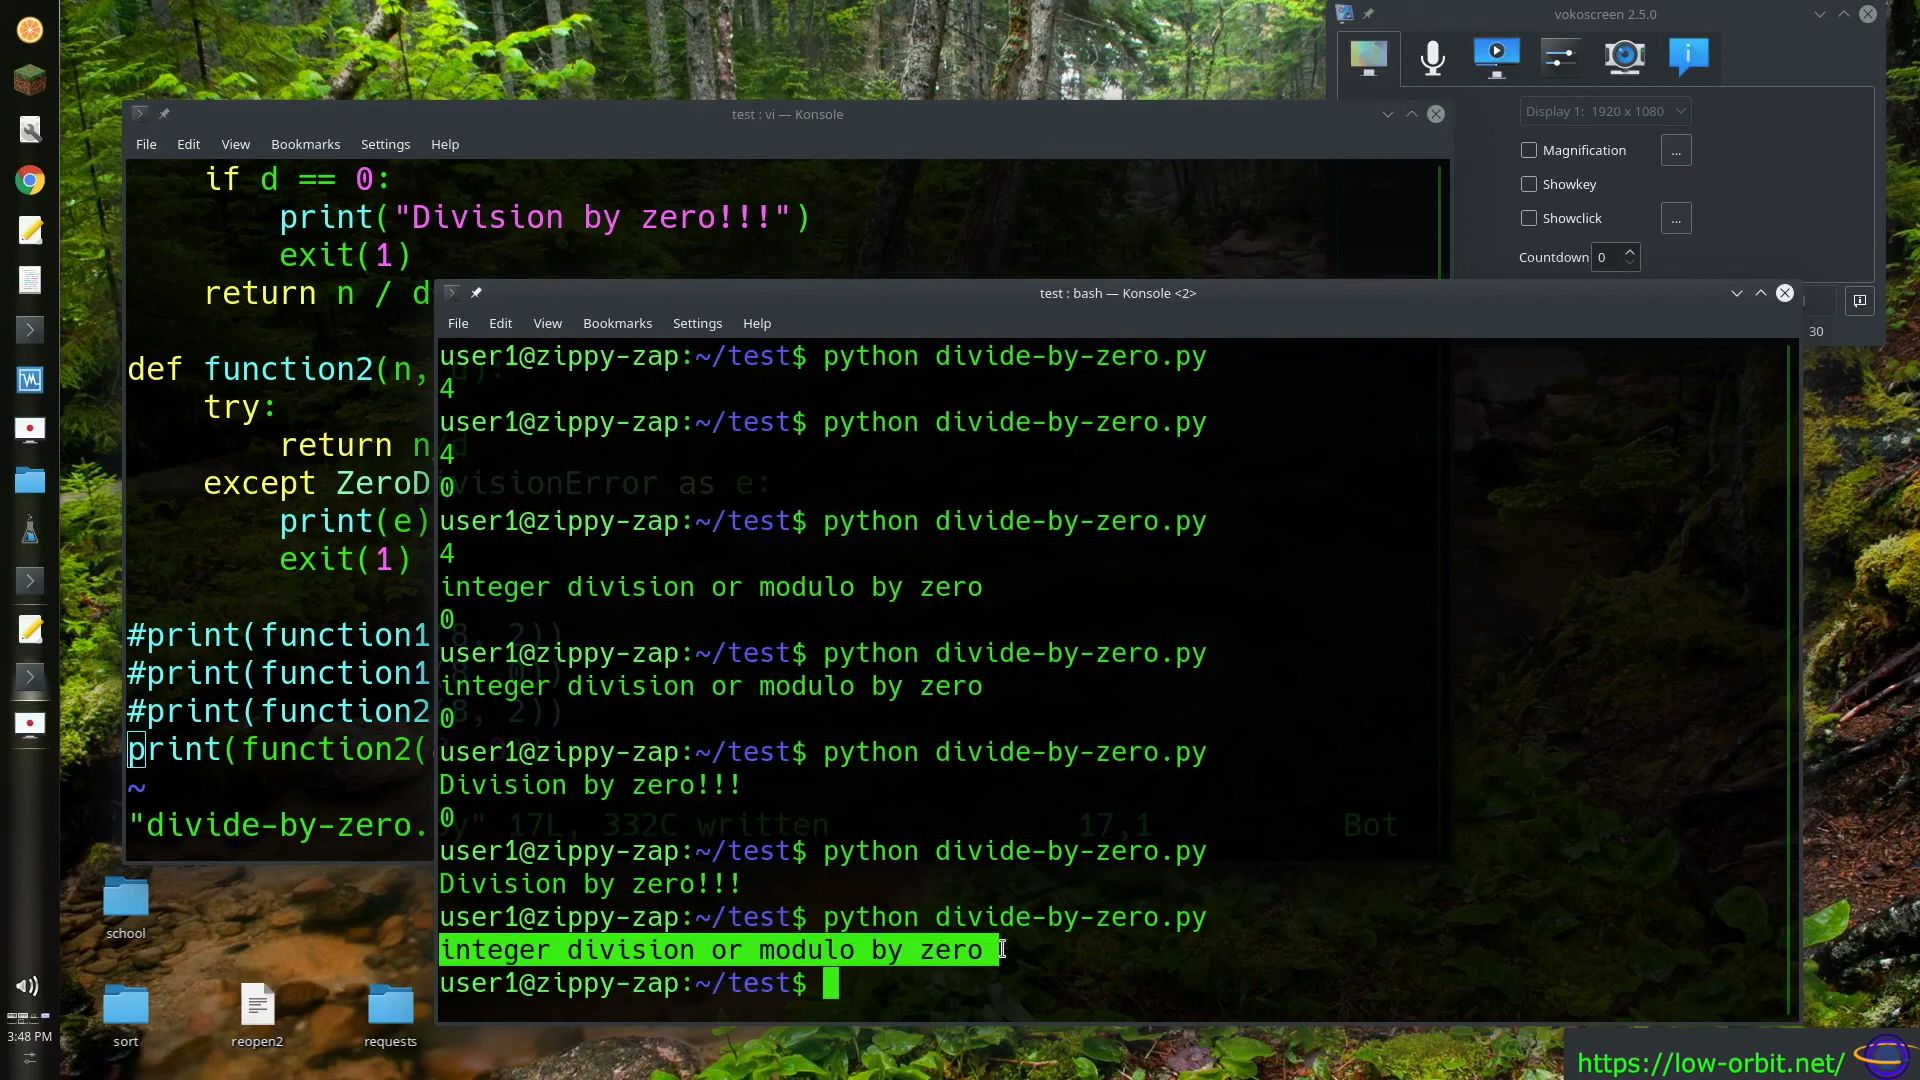 vokoscreen 2.5.0
Display 1: 1920 x 1080
Magnification
...
Showkey
Showclick
...
Countdown 0
30
test : vi — Konsole
File Edit View Bookmarks Settings Help
if d == 0:
print("Division by zero!!!")
exit(1)
return n / d
def function2(n, d):
try:
return n/d
except ZeroDivisionError as e:
print(e)
exit(1)
#print(function1(8, 2))
#print(function1(8, 0))
#print(function2(8, 2))
print(function2(
~
"divide-by-zero.py" 17L, 332C written 17,1 Bot
test : bash — Konsole <2>
File Edit View Bookmarks Settings Help
user1@zippy-zap:~/test$ python divide-by-zero.py
4
user1@zippy-zap:~/test$ python divide-by-zero.py
4
0
user1@zippy-zap:~/test$ python divide-by-zero.py
4
integer division or modulo by zero
0
user1@zippy-zap:~/test$ python divide-by-zero.py
integer division or modulo by zero
0
user1@zippy-zap:~/test$ python divide-by-zero.py
Division by zero!!!
0
user1@zippy-zap:~/test$ python divide-by-zero.py
Division by zero!!!
user1@zippy-zap:~/test$ python divide-by-zero.py
integer division or modulo by zero
user1@zippy-zap:~/test$
school
sort
reopen2
requests
3:48 PM
https://low-orbit.net/